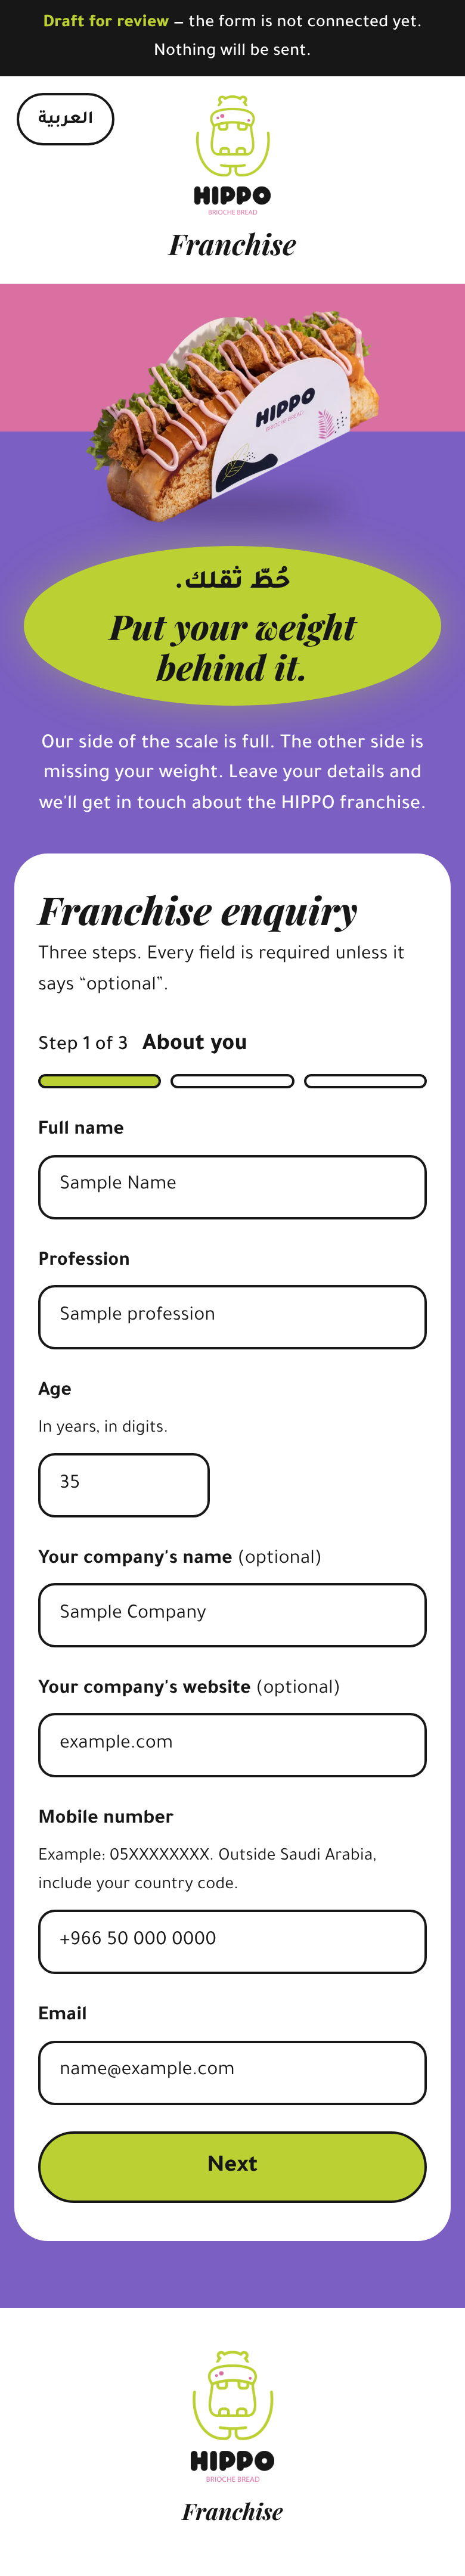 Draft for review – the form is not connected yet.
Nothing will be sent.
العربية
HIPPO
BRIOCHE BREAD
Franchise
HIPPO
BRIOCHE BREAD
حُطّ ثقلك.
Put your weight
behind it.
Our side of the scale is full. The other side is
missing your weight. Leave your details and
we'll get in touch about the HIPPO franchise.
Franchise enquiry
Three steps. Every field is required unless it
says “optional”.
Step 1 of 3 About you
Full name
Sample Name
Profession
Sample profession
Age
In years, in digits.
35
Your company's name (optional)
Sample Company
Your company's website (optional)
example.com
Mobile number
Example: 05XXXXXXXX. Outside Saudi Arabia,
include your country code.
+966 50 000 0000
Email
name@example.com
Next
HIPPO
BRIOCHE BREAD
Franchise